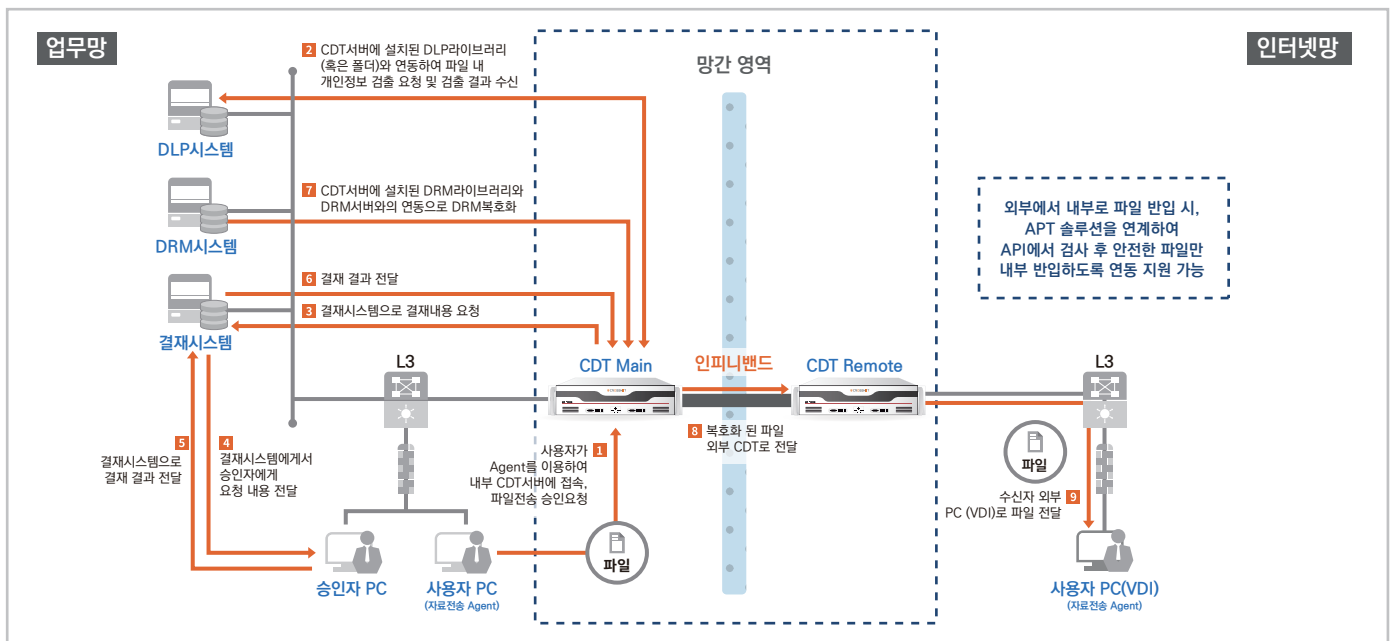 업무망
인터넷망
망간 영역
2 CDT서버에 설치된 DLP라이브러리
(혹은 폴더)와 연동하여 파일 내
개인정보 검출 요청 및 검출 결과 수신
DLP시스템
7 CDT서버에 설치된 DRM라이브러리와
DRM서버와의 연동으로 DRM복호화
DRM시스템
외부에서 내부로 파일 반입 시,
APT 솔루션을 연계하여
API에서 검사 후 안전한 파일만
내부 반입하도록 연동 지원 가능
6 결재 결과 전달
3 결재시스템으로 결재내용 요청
결재시스템
L3
CDT Main
인피니밴드
CDT Remote
L3
5
결재시스템으로
결재 결과 전달
4
결재시스템에게서
승인자에게
요청 내용 전달
사용자가 1
Agent를 이용하여
내부 CDT서버에 접속,
파일전송 승인요청
8 복호화 된 파일
외부 CDT로 전달
파일
수신자 외부 9
PC (VDI)로 파일 전달
파일
승인자 PC
사용자 PC
(자료전송 Agent)
사용자 PC(VDI)
(자료전송 Agent)